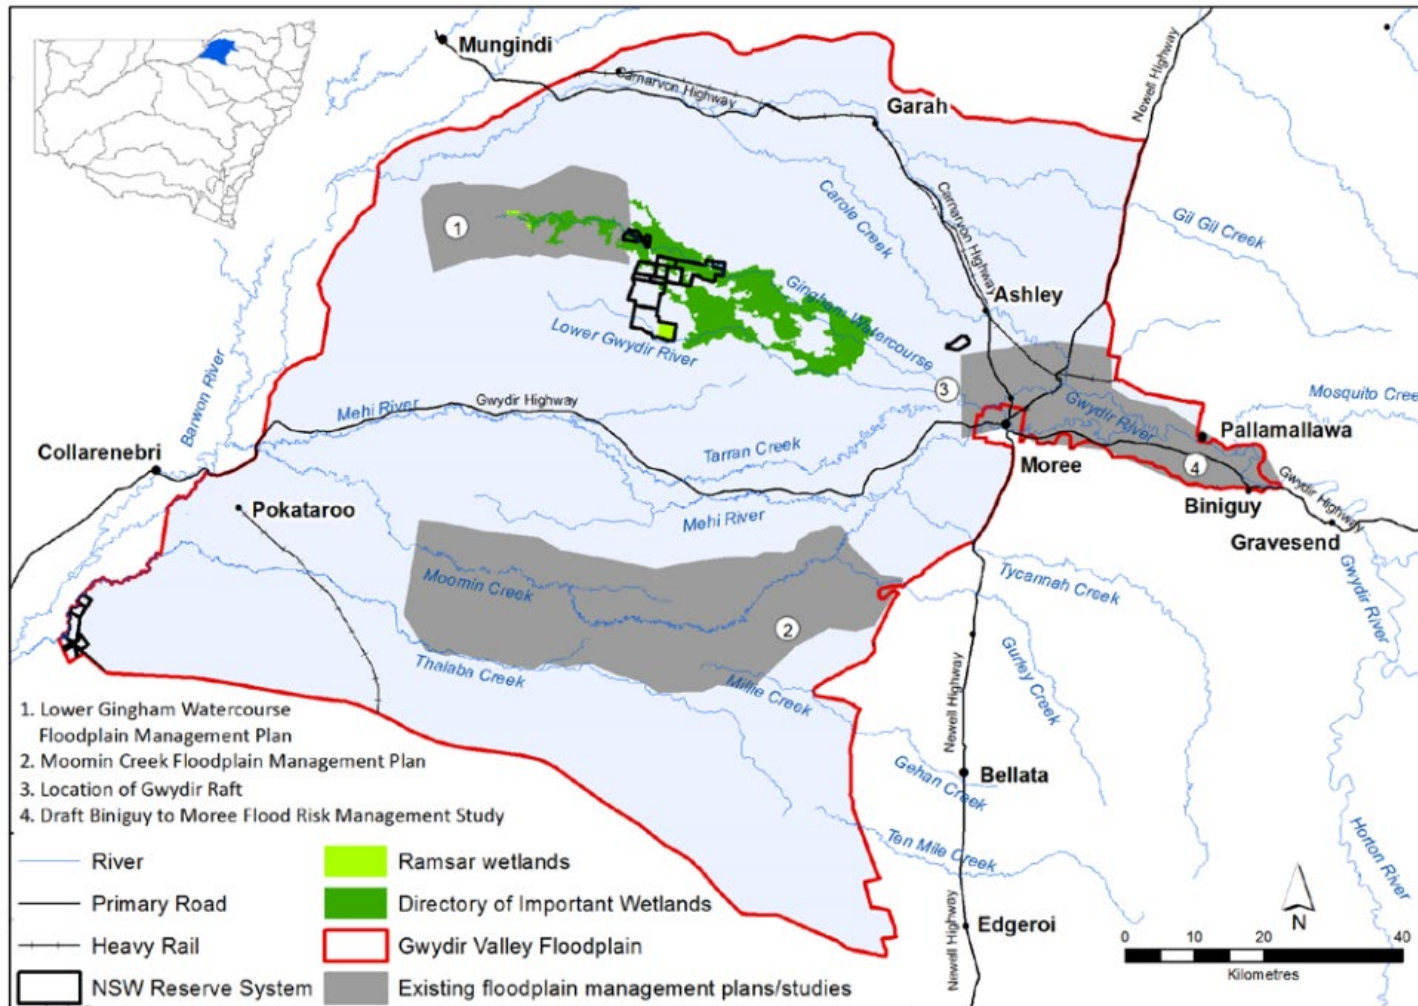 Mungindi
Carnarvon Highway
Garah
Newell Highway
Carole Creek
Carnarvon Highway
Gil Gil Creek
1
Gingham Watercourse
Ashley
Barwon River
Lower Gwydir River
3
Mosquito Cree
Mehi River
Gwydir Highway
Gwydir River
Pallamallawa
Collarenebri
Tarran Creek
Moree
4
Gwydir Highway
Biniguy
Pokataroo
Mehi River
Gravesend
Gwydir River
Moomin Creek
Tycannah Creek
2
Gurley Creek
Thalaba Creek
Millie Creek
Newell Highway
1. Lower Gingham Watercourse
Floodplain Management Plan
2. Moomin Creek Floodplain Management Plan
3. Location of Gwydir Raft
4. Draft Biniguy to Moree Flood Risk Management Study
Gehan Creek
Bellata
Ten Mile Creek
Horton River
River
Ramsar wetlands
Primary Road
Directory of Important Wetlands
Heavy Rail
Gwydir Valley Floodplain
NSW Reserve System
Existing floodplain management plans/studies
Newell Highway
Edgeroi
N
0 10 20 40
Kilometres